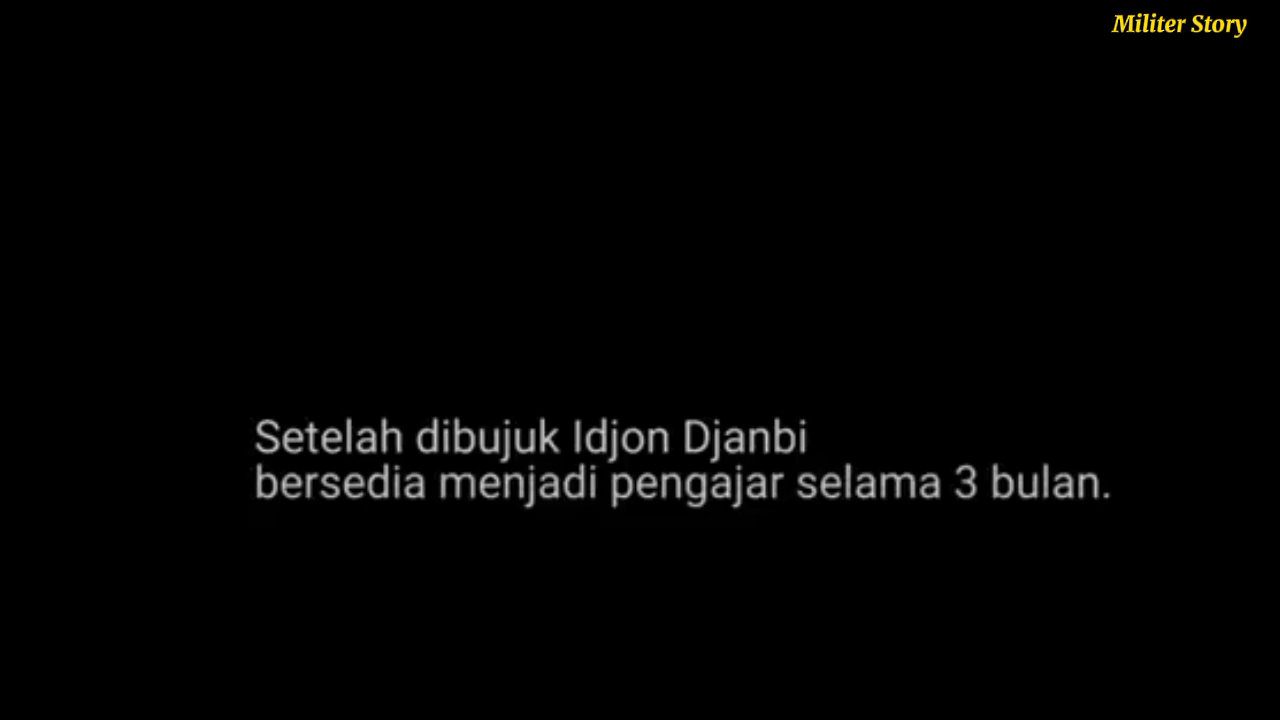 Militer Story
Setelah dibujuk Idjon Djanbi
bersedia menjadi pengajar selama 3 bulan.